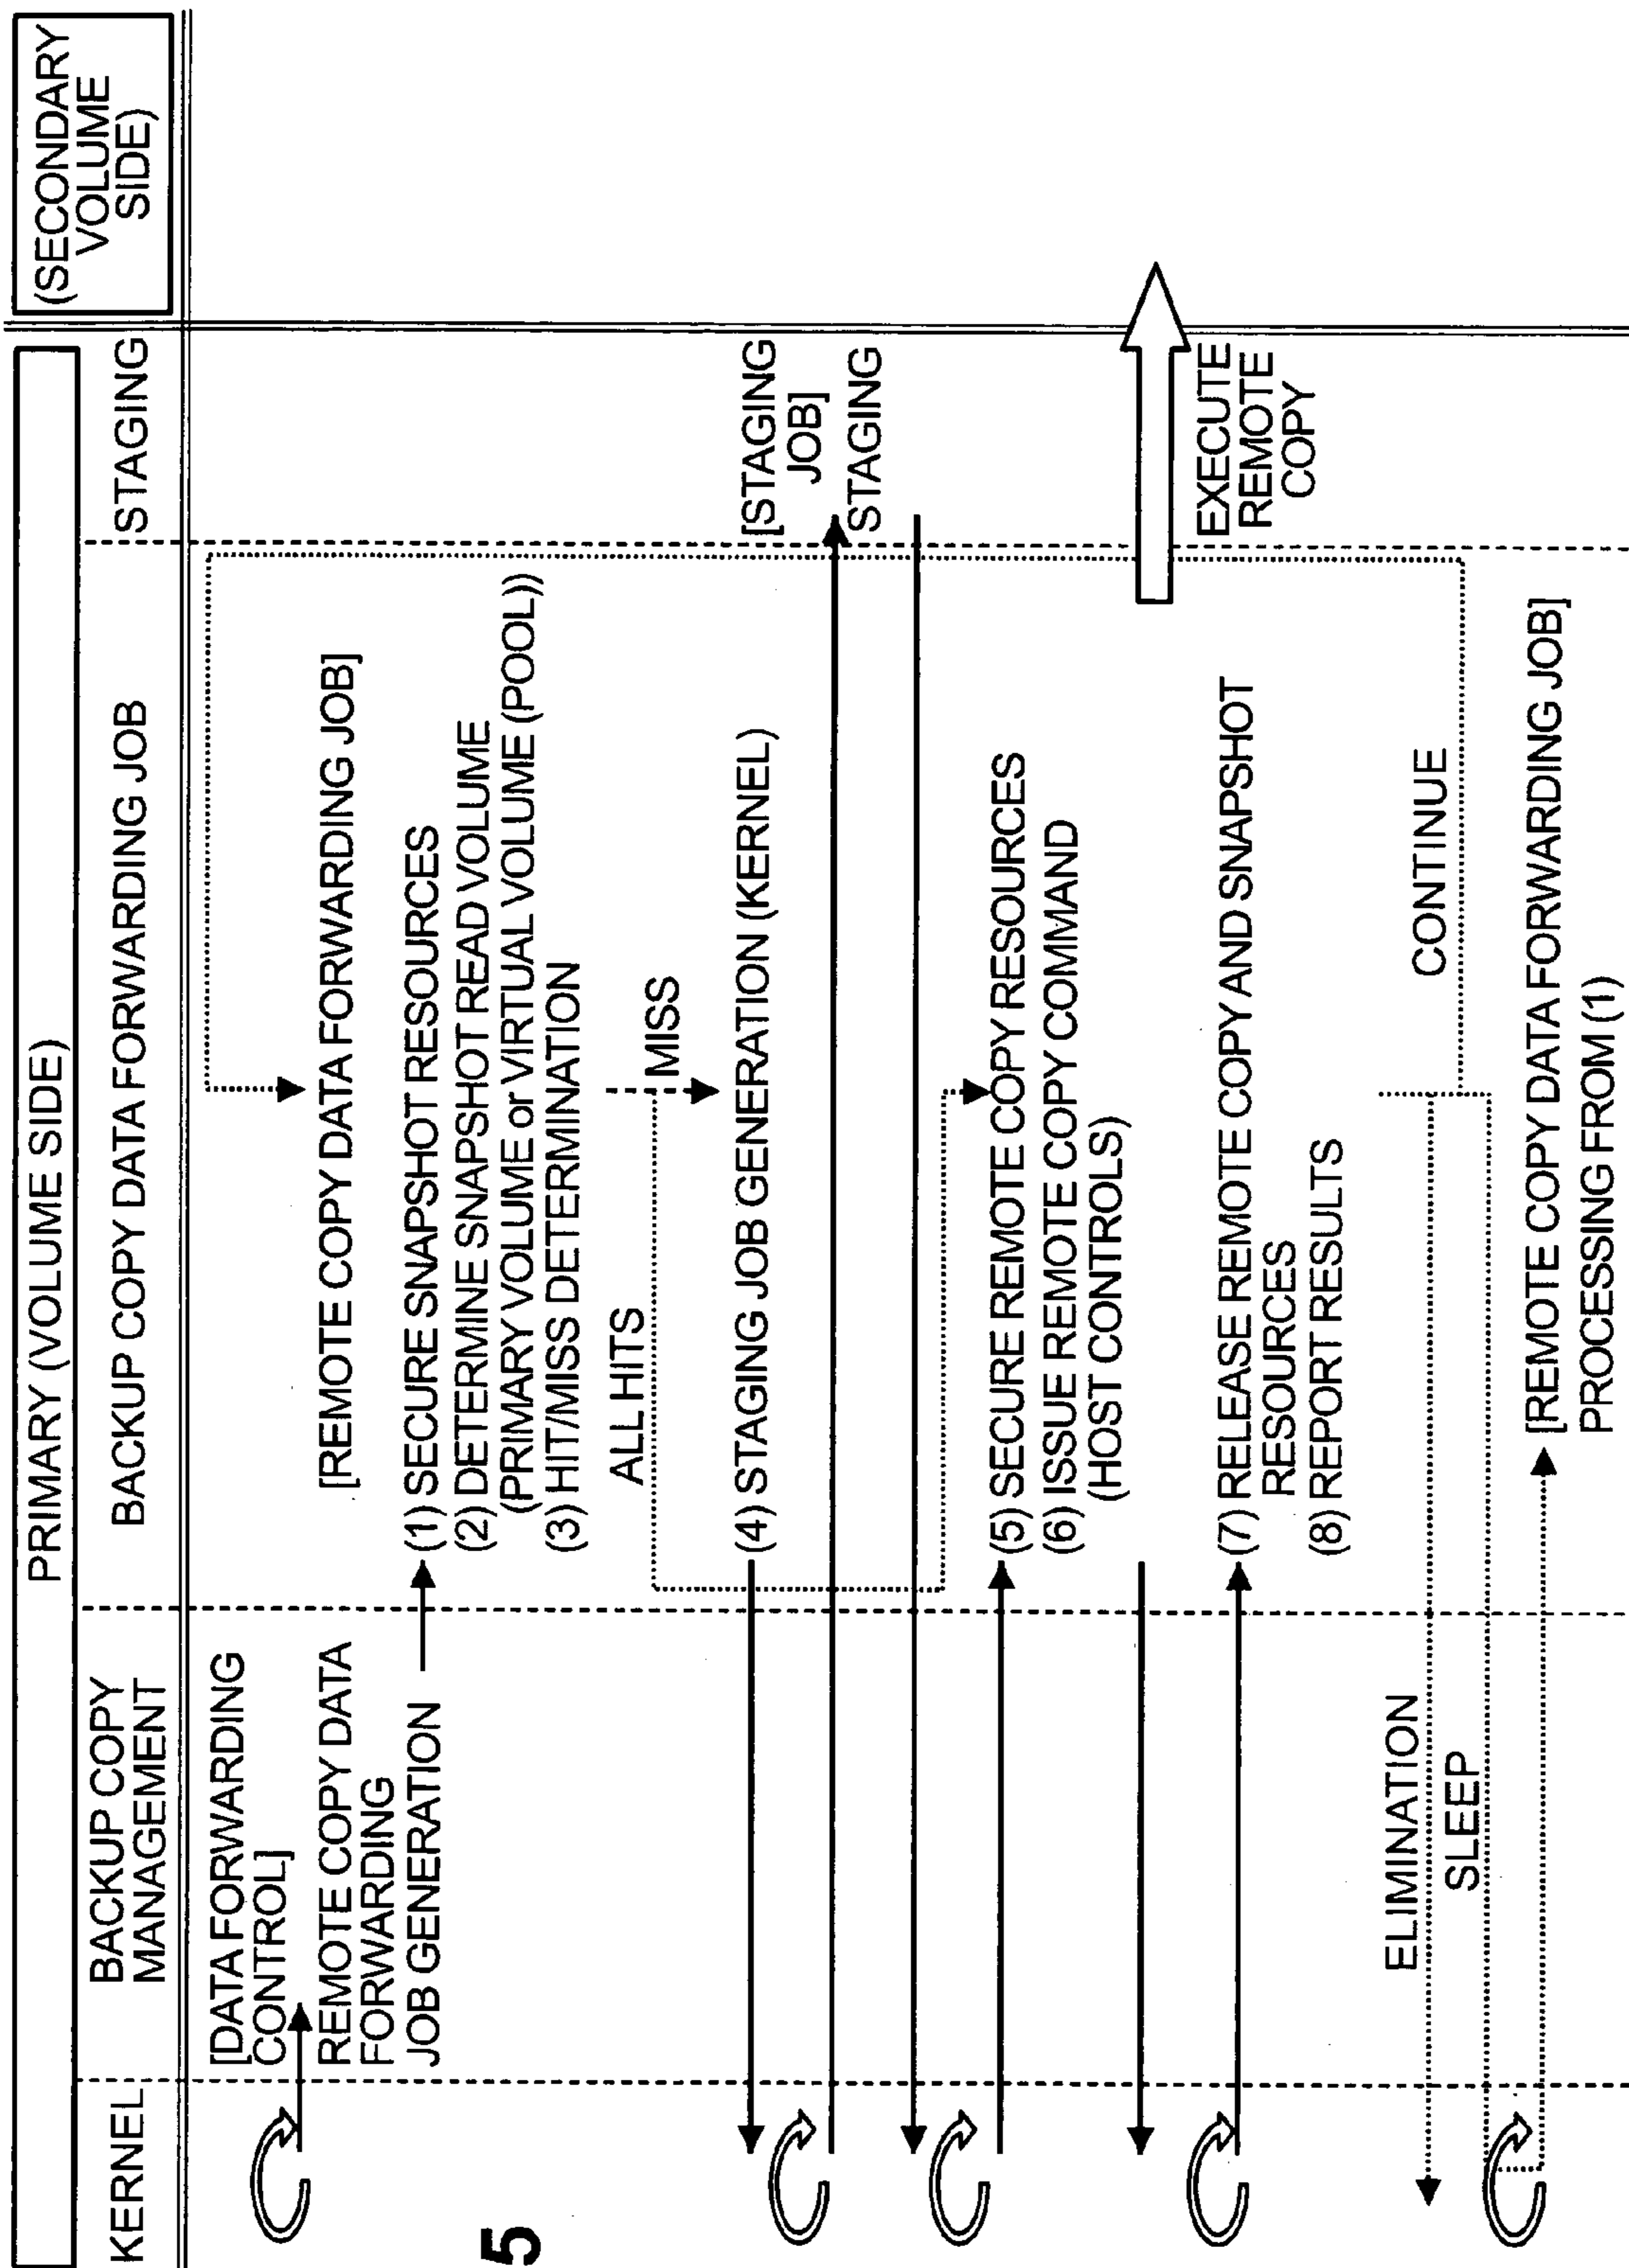 PRIMARY (VOLUME SIDE)
(SECONDARY
VOLUME
SIDE)
KERNEL
BACKUP COPY
MANAGEMENT
BACKUP COPY DATA FORWARDING JOB
STAGING
[DATA FORWARDING
CONTROL]
REMOTE COPY DATA
FORWARDING
JOB GENERATION
[REMOTE COPY DATA FORWARDING JOB]
(1) SECURE SNAPSHOT RESOURCES
(2) DETERMINE SNAPSHOT READ VOLUME
(PRIMARY VOLUME or VIRTUAL VOLUME (POOL))
(3) HIT/MISS DETERMINATION
ALL HITS
MISS
(4) STAGING JOB GENERATION (KERNEL)
[STAGING
JOB]
STAGING
(5) SECURE REMOTE COPY RESOURCES
(6) ISSUE REMOTE COPY COMMAND
(HOST CONTROLS)
EXECUTE
REMOTE
COPY
(7) RELEASE REMOTE COPY AND SNAPSHOT
RESOURCES
(8) REPORT RESULTS
ELIMINATION
CONTINUE
SLEEP
[REMOTE COPY DATA FORWARDING JOB]
PROCESSING FROM (1)
5